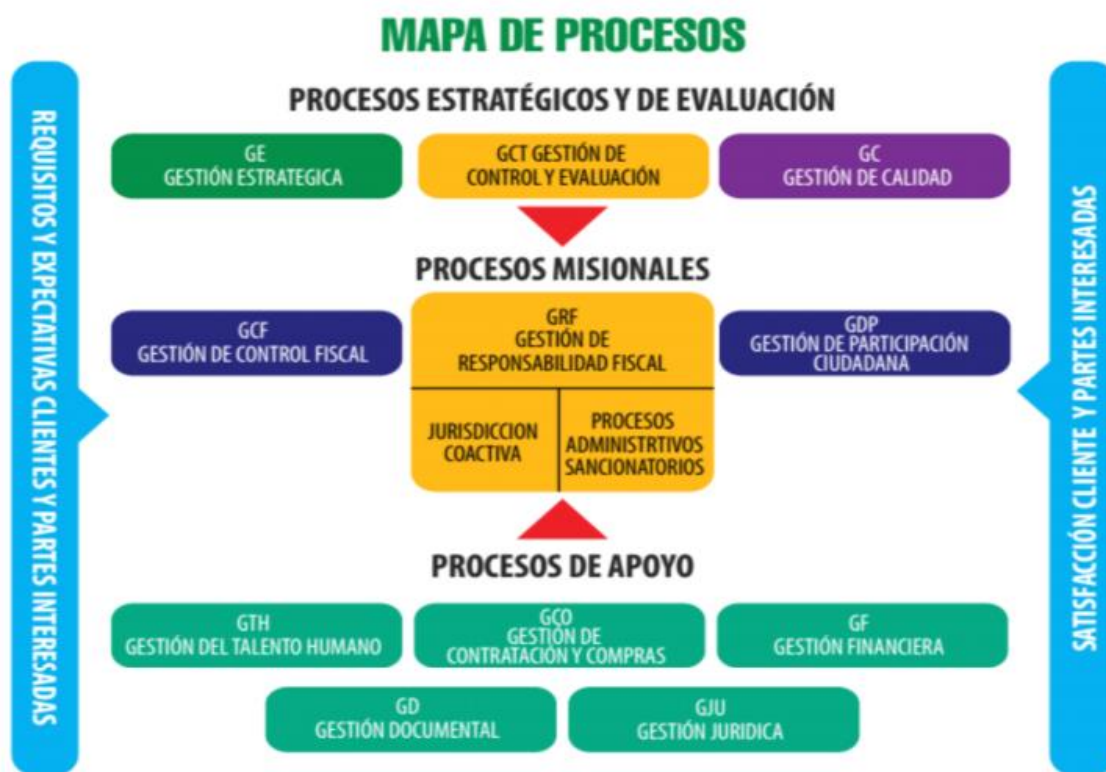 MAPA DE PROCESOS
REQUISITOS Y EXPECTATIVAS CLIENTES Y PARTES INTERESADAS
PROCESOS ESTRATÉGICOS Y DE EVALUACIÓN
GE
GESTIÓN ESTRATEGICA
GCT GESTIÓN DE
CONTROL Y EVALUACIÓN
GC
GESTIÓN DE CALIDAD
PROCESOS MISIONALES
GCF
GESTIÓN DE CONTROL FISCAL
GRF
GESTIÓN DE
RESPONSABILIDAD FISCAL
JURISDICCION
COACTIVA
PROCESOS
ADMINISTRTIVOS
SANCIONATORIOS
GDP
GESTIÓN DE PARTICIPACIÓN
CIUDADANA
PROCESOS DE APOYO
GTH
GESTIÓN DEL TALENTO HUMANO
GCO
GESTIÓN DE
CONTRATACIÓN Y COMPRAS
GF
GESTIÓN FINANCIERA
GD
GESTIÓN DOCUMENTAL
GJU
GESTIÓN JURIDICA
SATISFACCIÓN CLIENTE Y PARTES INTERESADAS